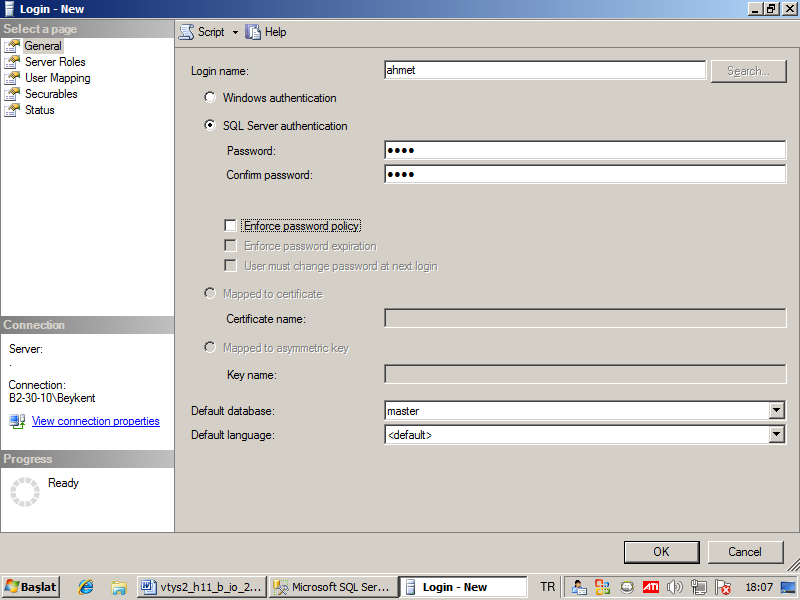 Login - New
Select a page
General
Server Roles
User Mapping
Securables
Status
Connection
Server:
.
Connection:
B2-30-10\Beykent
View connection properties
Progress
Ready
Script
Help
Login name:
ahmet
Search...
Windows authentication
SQL Server authentication
Password:
●●●●
Confirm password:
●●●●
Enforce password policy
Enforce password expiration
User must change password at next login
Mapped to certificate
Certificate name:
Mapped to asymmetric key
Key name:
Default database:
master
Default language:
<default>
OK
Cancel
Başlat
vtys2_h11_b_io_2...
Microsoft SQL Ser...
Login - New
TR
ATI
18:07